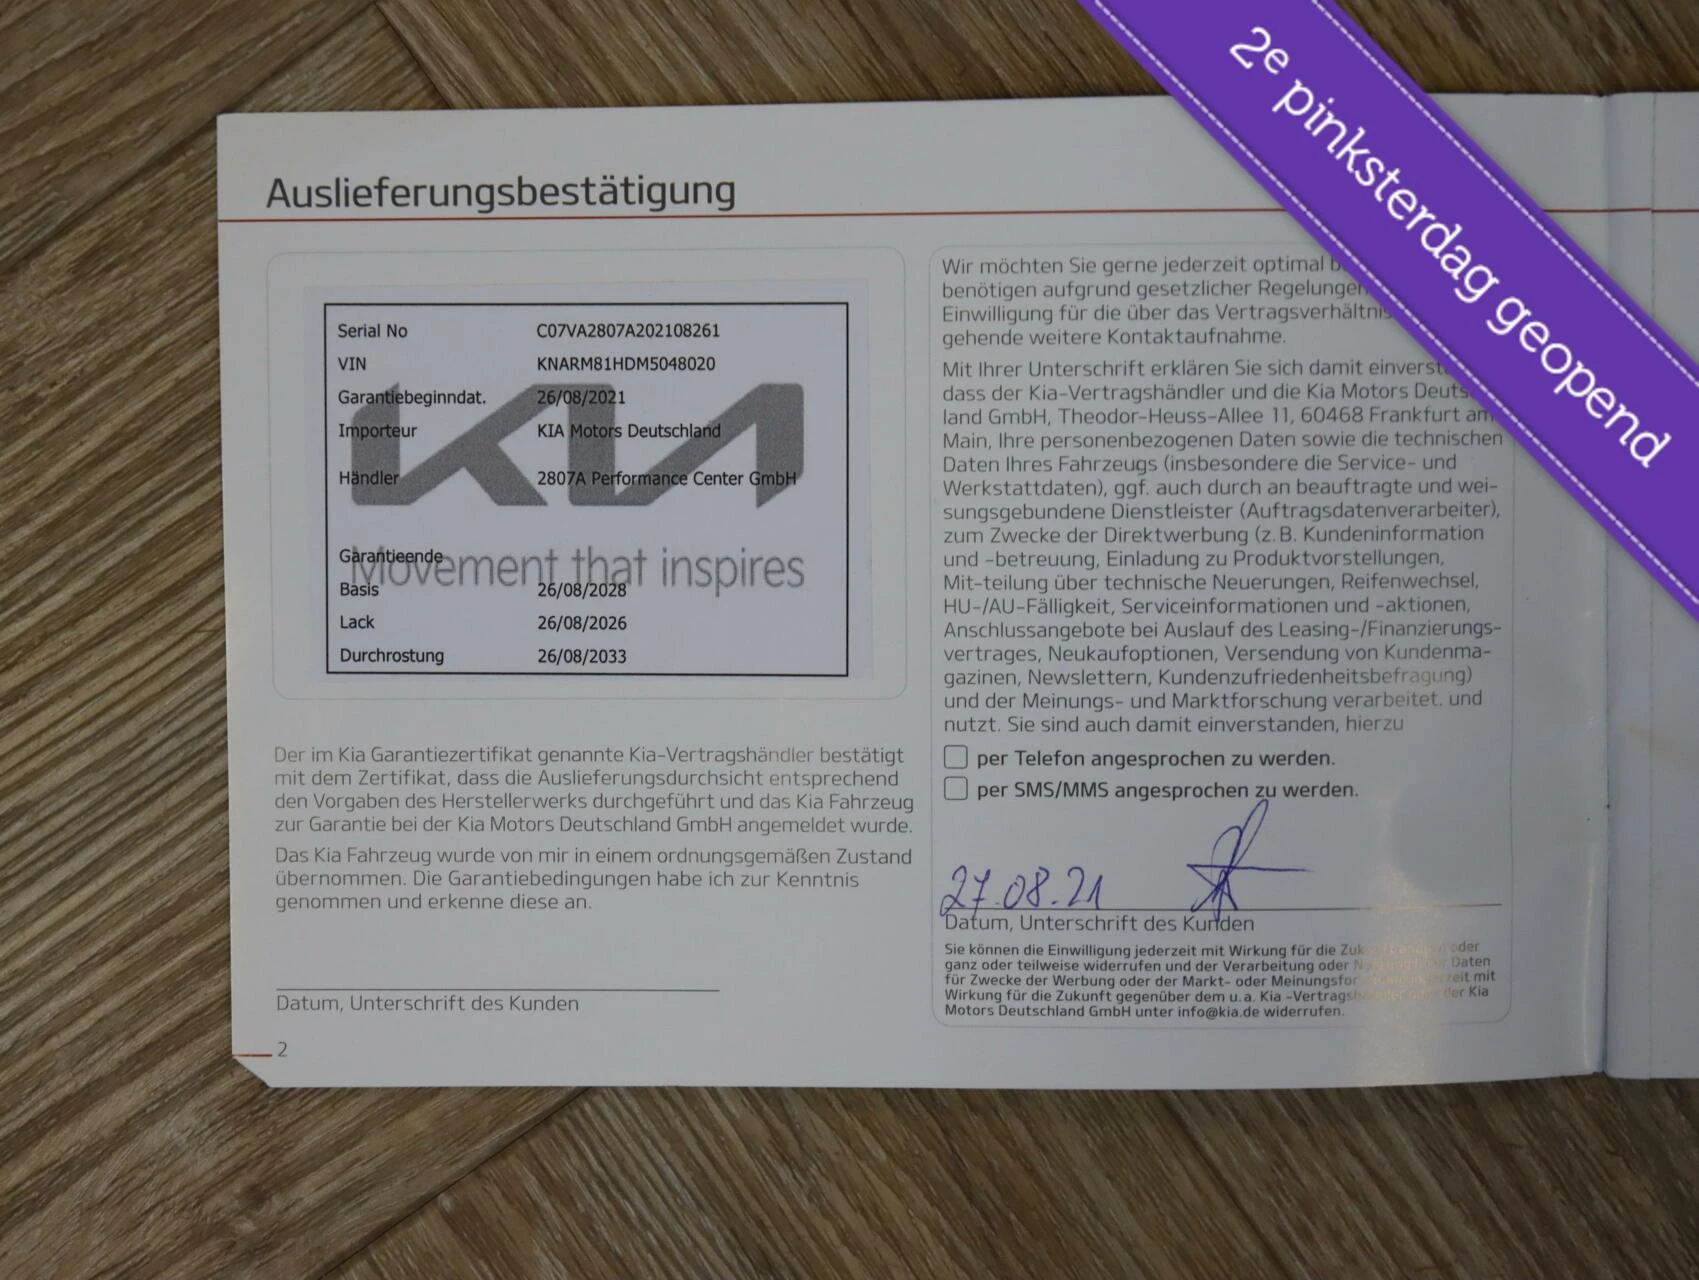 2e pinksterdag geopend
Auslieferungsbestätigung
Serial No C07VA2807A202108261
VIN KNARM81HDM5048020
Garantiebeginndat. 26/08/2021
Importeur KIA Motors Deutschland
Händler 2807A Performance Center GmbH
KIA
Movement that inspires
Garantieende
Basis 26/08/2028
Lack 26/08/2026
Durchrostung 26/08/2033
Der im Kia Garantiezertifikat genannte Kia-Vertragshändler bestätigt
mit dem Zertifikat, dass die Auslieferungsdurchsicht entsprechend
den Vorgaben des Herstellerwerks durchgeführt und das Kia Fahrzeug
zur Garantie bei der Kia Motors Deutschland GmbH angemeldet wurde.
Das Kia Fahrzeug wurde von mir in einem ordnungsgemäßen Zustand
übernommen. Die Garantiebedingungen habe ich zur Kenntnis
genommen und erkenne diese an.
Datum, Unterschrift des Kunden
2
Wir möchten Sie gerne jederzeit optimal
benötigen aufgrund gesetzlicher Regelungen
Einwilligung für die über das Vertragsverhältnis
gehende weitere Kontaktaufnahme.
Mit Ihrer Unterschrift erklären Sie sich damit
dass der Kia-Vertragshändler und die Kia Motors Deutsch-
land GmbH, Theodor-Heuss-Allee 11, 60468 Frankfurt am
Main, Ihre personenbezogenen Daten sowie die technischen
Daten Ihres Fahrzeugs (insbesondere die Service- und
Werkstattdaten), ggf. auch durch an beauftragte und wei-
sungsgebundene Dienstleister (Auftragsdatenverarbeiter),
zum Zwecke der Direktwerbung (z.B. Kundeninformation
und -betreuung, Einladung zu Produktvorstellungen,
Mit-teilung über technische Neuerungen, Reifenwechsel,
HU-/AU-Fälligkeit, Serviceinformationen und -aktionen,
Anschlussangebote bei Auslauf des Leasing-/Finanzierungs-
vertrages, Neukaufoptionen, Versendung von Kundenma-
gazinen, Newslettern, Kundenzufriedenheitsbefragung)
und der Meinungs- und Marktforschung verarbeitet. und
nutzt. Sie sind auch damit einverstanden, hierzu
per Telefon angesprochen zu werden.
per SMS/MMS angesprochen zu werden.
27.08.21
Datum, Unterschrift des Kunden
Sie können die Einwilligung jederzeit mit Wirkung für die oder
ganz oder teilweise widerrufen und der Verarbeitung oder Daten
für Zwecke der Werbung oder der Markt- oder mit
Wirkung für die Zukunft gegenüber dem u.a. Kia der Kia
Motors Deutschland GmbH unter info@kia.de widerrufen.